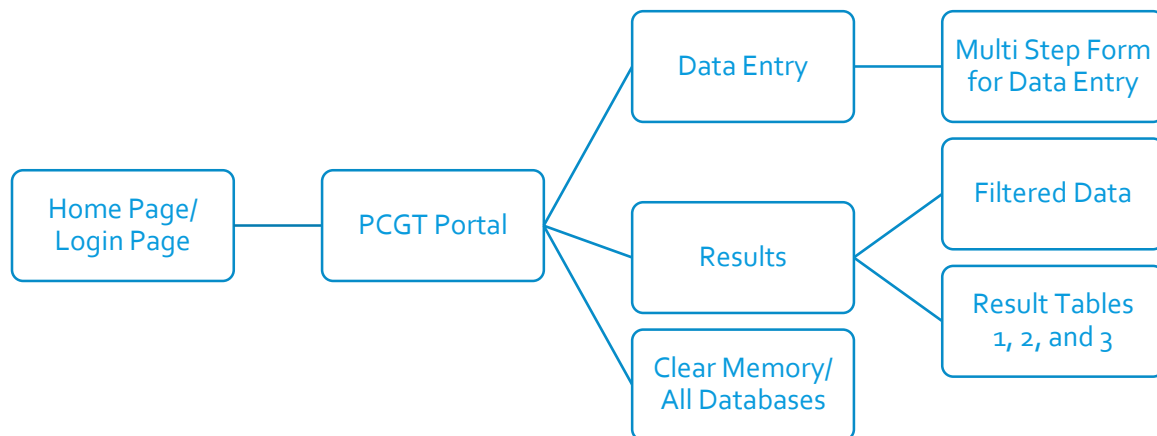 Home Page/
Login Page
PCGT Portal
Data Entry
Multi Step Form
for Data Entry
Results
Filtered Data
Result Tables
1, 2, and 3
Clear Memory/
All Databases